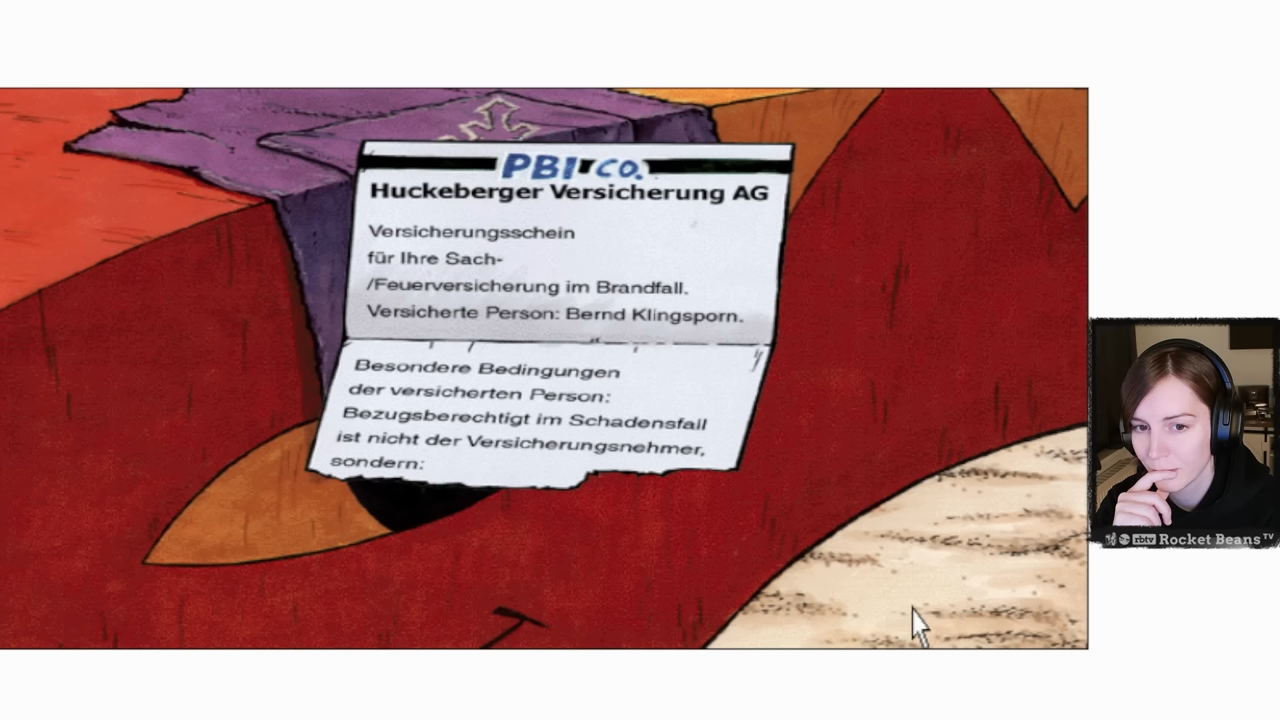 PBI CO.
Huckeberger Versicherung AG
Versicherungsschein
für Ihre Sach-
/Feuerversicherung im Brandfall.
Versicherte Person: Bernd Klingsporn.
Besondere Bedingungen
der versicherten Person:
Bezugsberechtigt im Schadensfall
ist nicht der Versicherungsnehmer,
sondern:
rbtv Rocket Beans TV